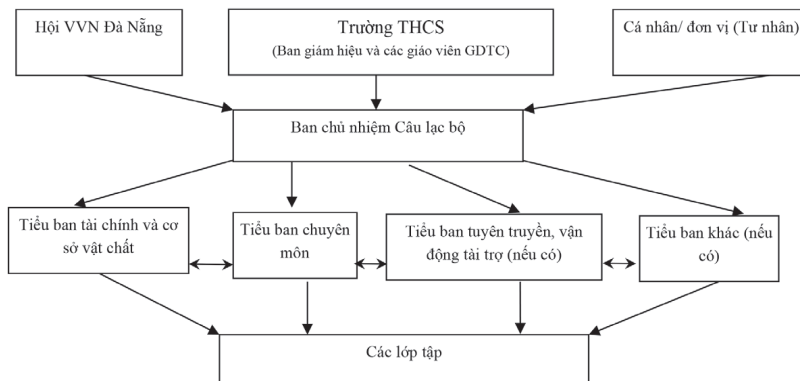 Hội VVN Đà Nẵng
Trường THCS
(Ban giám hiệu và các giáo viên GDTC)
Cá nhân/ đơn vị (Tư nhân)
Ban chủ nhiệm Câu lạc bộ
Tiểu ban tài chính và cơ
sở vật chất
Tiểu ban chuyên
môn
Tiểu ban tuyên truyền, vận
động tài trợ (nếu có)
Tiểu ban khác (nếu
có)
Các lớp tập